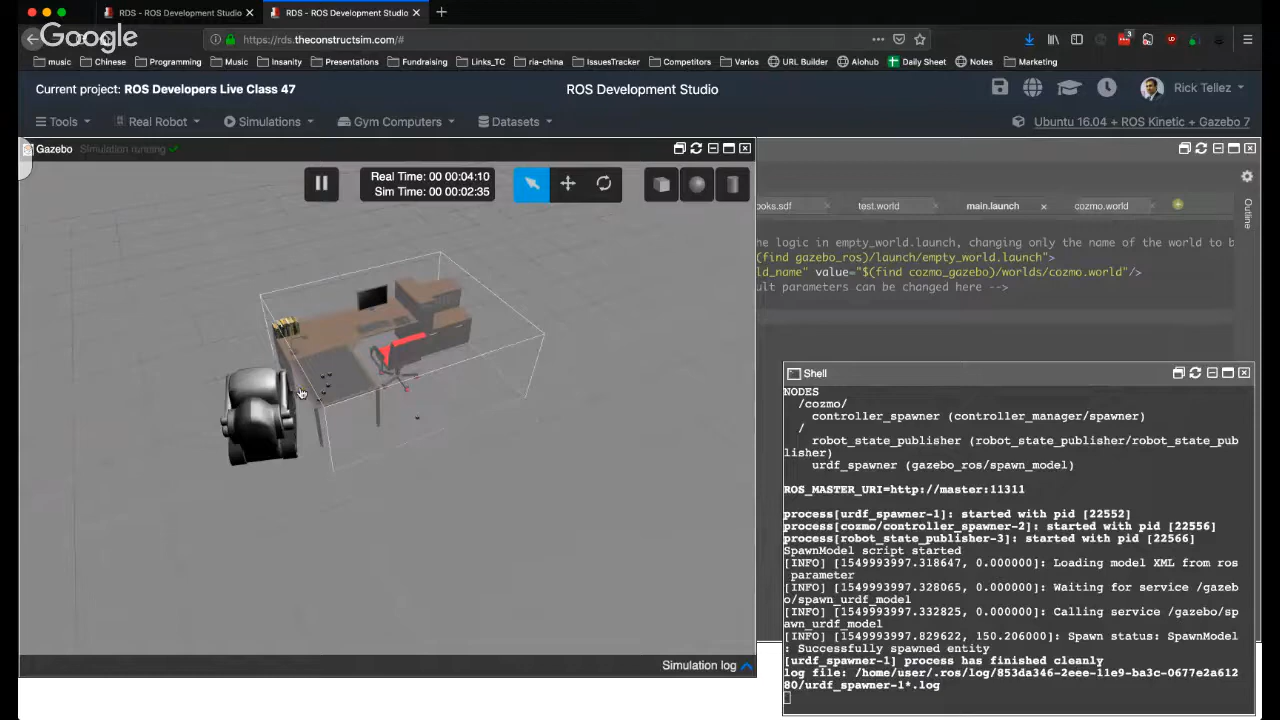 RDS - ROS Development Studio
RDS - ROS Development Studio
Google
https://rds.theconstructsim.com/#
3
music
Chinese
Programming
Music
Insanity
Presentations
Fundraising
Links_TC
ria-china
IssuesTracker
Competitors
Varios
URL Builder
Alohub
Daily Sheet
Notes
Marketing
Current project: ROS Developers Live Class 47
ROS Development Studio
Rick Tellez
Tools
Real Robot
Simulations
Gym Computers
Datasets
Ubuntu 16.04 + ROS Kinetic + Gazebo 7
Gazebo
Simulation running
Real Time: 00 00:04:10
Sim Time: 00 00:02:35
ooks.sdf
test.world
main.launch
cozmo.world
Outline
he logic in empty_world.launch, changing only the name of the world to b
(find gazebo_ros)/launch/empty_world.launch">
ld_name" value="$(find cozmo_gazebo)/worlds/cozmo.world"/>
ult parameters can be changed here -->
Shell
NODES
/cozmo/
controller_spawner (controller_manager/spawner)
/
robot_state_publisher (robot_state_publisher/robot_state_pub
lisher)
urdf_spawner (gazebo_ros/spawn_model)
ROS_MASTER_URI=http://master:11311
process[urdf_spawner-1]: started with pid [22552]
process[cozmo/controller_spawner-2]: started with pid [22556]
process[robot_state_publisher-3]: started with pid [22566]
SpawnModel script started
[INFO] [1549993997.318647, 0.000000]: Loading model XML from ros
parameter
[INFO] [1549993997.328065, 0.000000]: Waiting for service /gazeb
o/spawn_urdf_model
[INFO] [1549993997.332825, 0.000000]: Calling service /gazebo/sp
awn_urdf_model
[INFO] [1549993997.829622, 150.206000]: Spawn status: SpawnModel
: Successfully spawned entity
[urdf_spawner-1] process has finished cleanly
log file: /home/user/.ros/log/853da346-2eee-11e9-ba3c-0677e2a612
80/urdf_spawner-1*.log
Simulation log